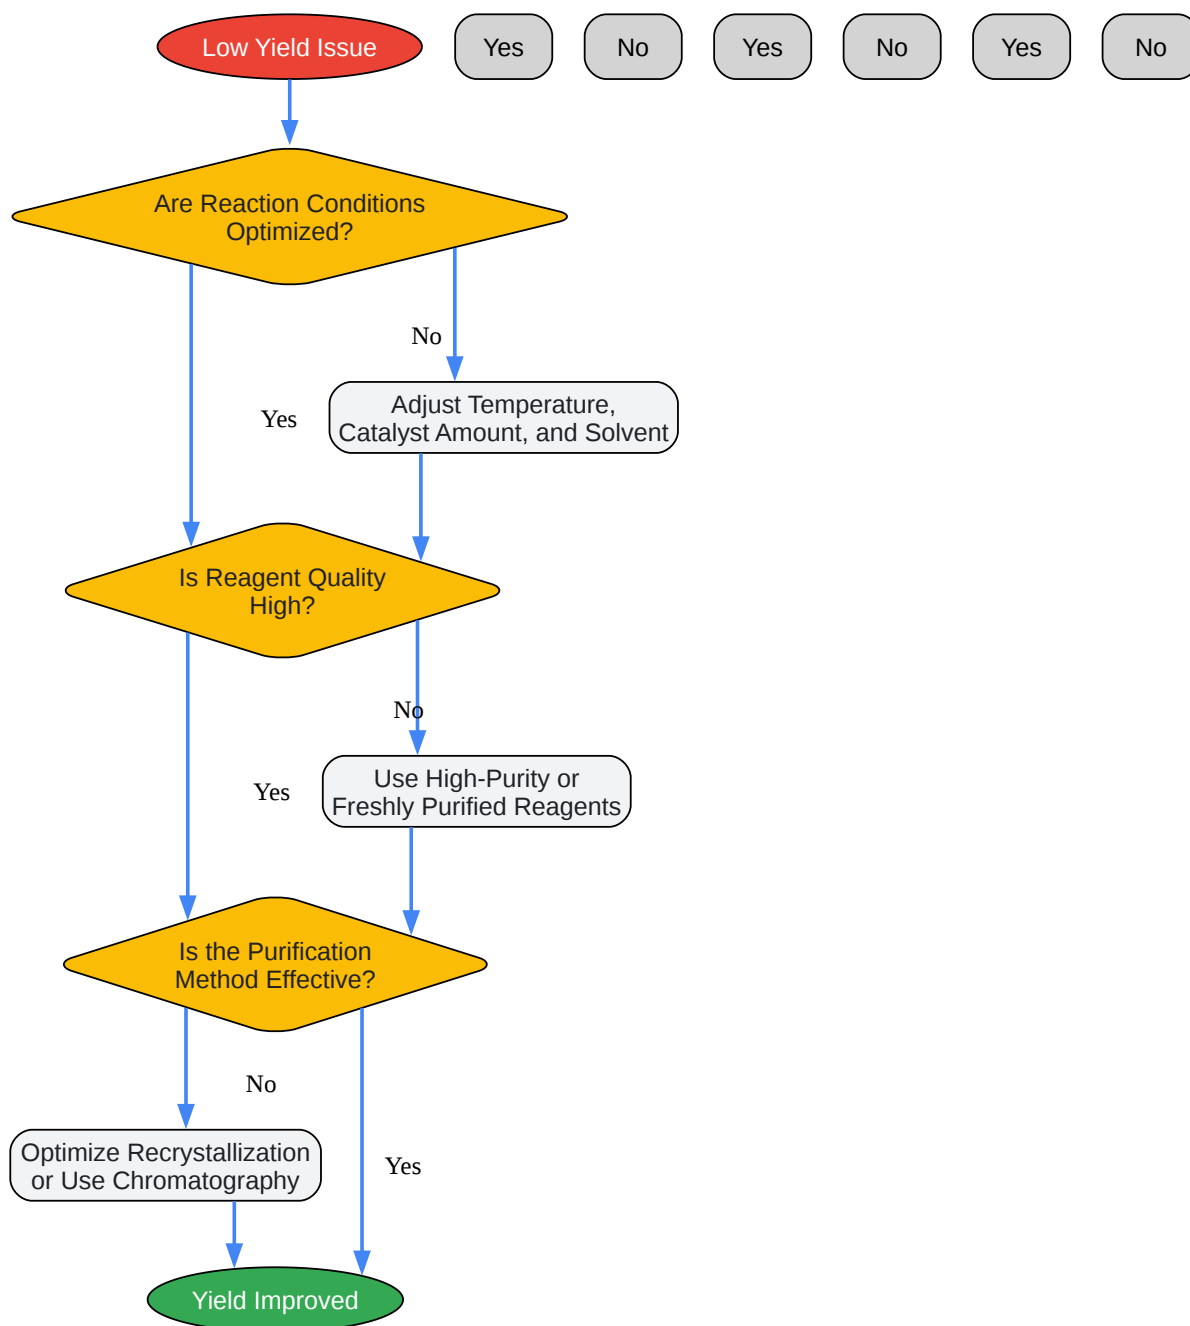 Low Yield Issue
Yes
No
Yes
No
Yes
No
Are Reaction Conditions
Optimized?
No
Adjust Temperature,
Catalyst Amount, and Solvent
Yes
Is Reagent Quality
High?
No
Use High-Purity or
Freshly Purified Reagents
Yes
Is the Purification
Method Effective?
No
Optimize Recrystallization
or Use Chromatography
Yes
Yield Improved